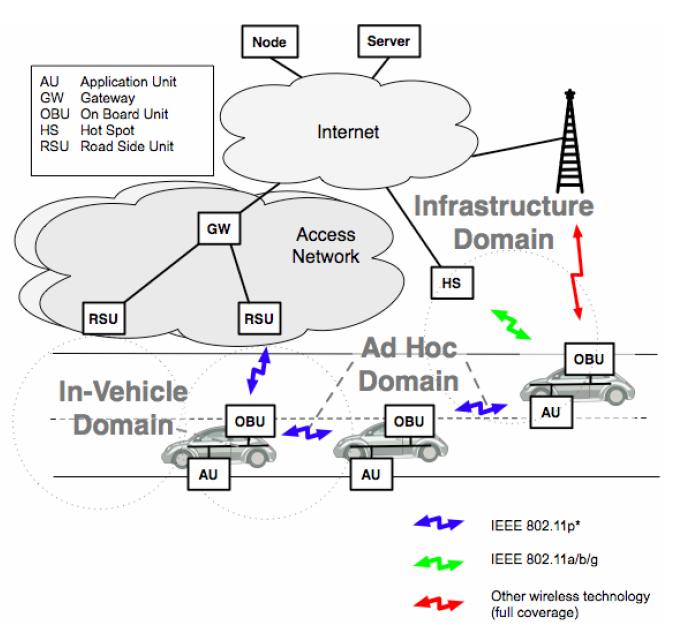 Node
Server
AU Application Unit
GW Gateway
OBU On Board Unit
HS Hot Spot
RSU Road Side Unit
Internet
Infrastructure
Domain
GW
Access
Network
HS
RSU
RSU
Ad Hoc
Domain
OBU
In-Vehicle
Domain
OBU
OBU
AU
AU
AU
IEEE 802.11p*
IEEE 802.11a/b/g
Other wireless technology
(full coverage)